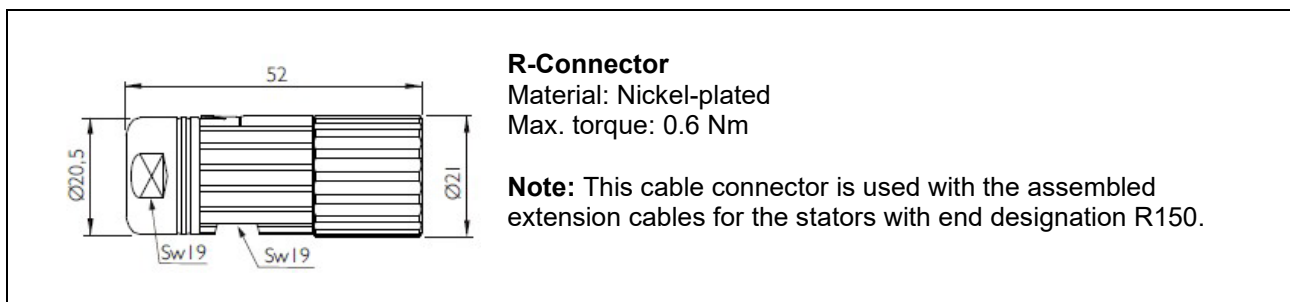 52
R-Connector
Material: Nickel-plated
Max. torque: 0.6 Nm
Ø20,5
Ø21
Note: This cable connector is used with the assembled
extension cables for the stators with end designation R150.
Sw19
Sw19